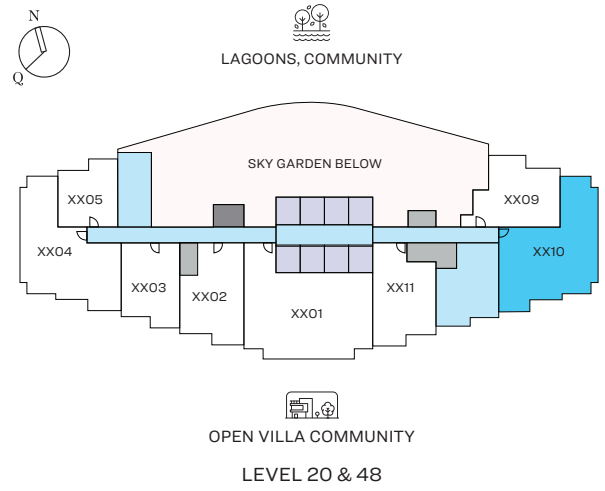 N
Q
LAGOONS, COMMUNITY
SKY GARDEN BELOW
XX05
XX09
XX04
XX10
XX03
XX02
XX01
XX11
OPEN VILLA COMMUNITY
LEVEL 20 & 48